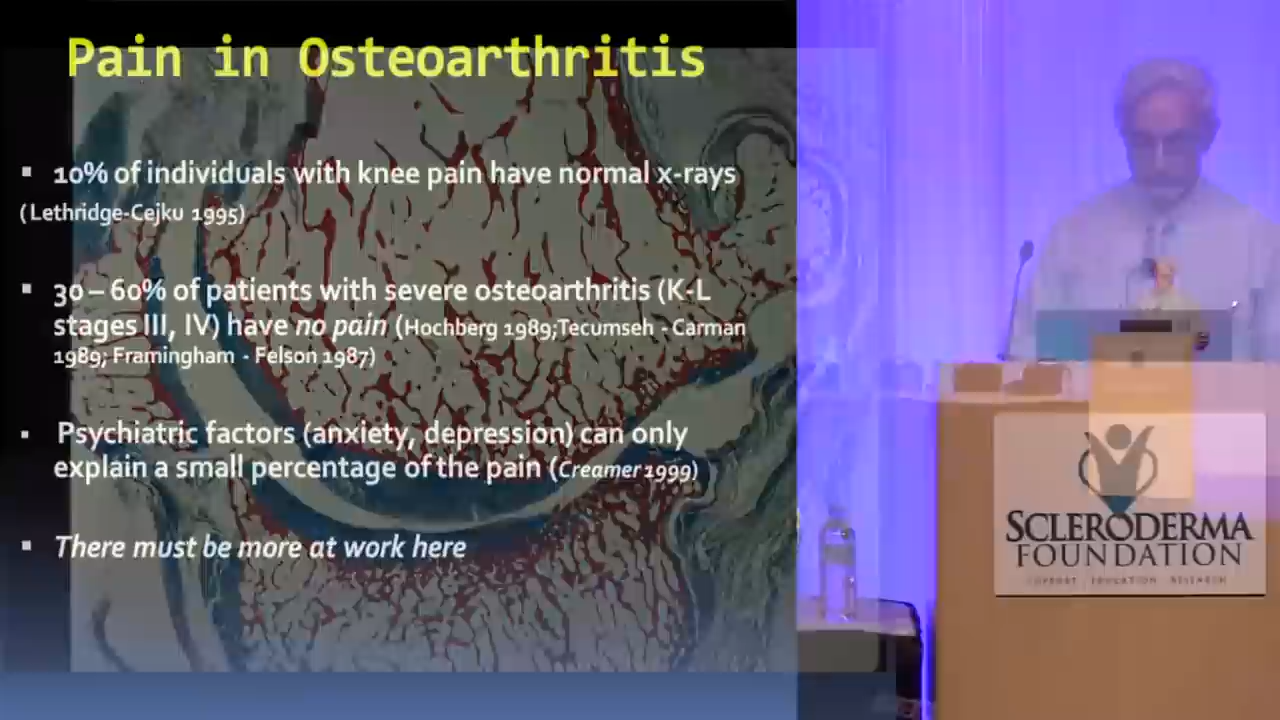 Pain in Osteoarthritis
▪ 10% of individuals with knee pain have normal x-rays
(Lethridge-Cejku 1995)
▪ 30 – 60% of patients with severe osteoarthritis (K-L
stages III, IV) have no pain (Hochberg 1989;Tecumseh - Carman
1989; Framingham - Felson 1987)
▪ Psychiatric factors (anxiety, depression) can only
explain a small percentage of the pain (Creamer 1999)
▪ There must be more at work here
SCLERODERMA
FOUNDATION
SUPPORT EDUCATION RESEARCH